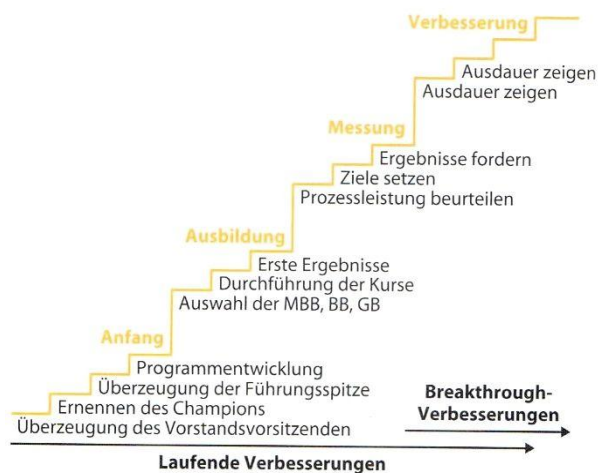 Verbesserung
Ausdauer zeigen
Ausdauer zeigen
Messung
Ergebnisse fordern
Ziele setzen
Prozessleistung beurteilen
Ausbildung
Erste Ergebnisse
Durchführung der Kurse
Auswahl der MBB, BB, GB
Anfang
Programmentwicklung
Überzeugung der Führungsspitze
Ernennen des Champions
Überzeugung des Vorstandsvorsitzenden
Breakthrough-
Verbesserungen
Laufende Verbesserungen